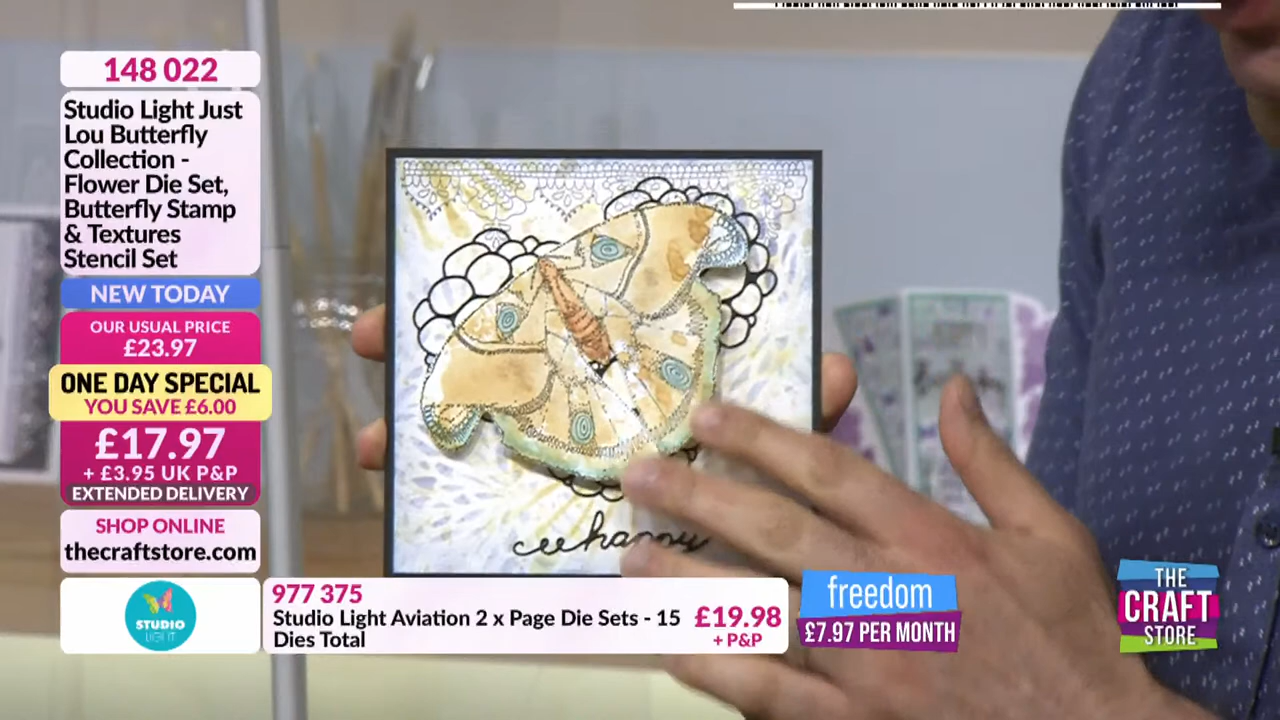 148 022
Studio Light Just
Lou Butterfly
Collection -
Flower Die Set,
Butterfly Stamp
& Textures
Stencil Set
NEW TODAY
OUR USUAL PRICE
£23.97
ONE DAY SPECIAL
YOU SAVE £6.00
£17.97
+ £3.95 UK P&P
EXTENDED DELIVERY
SHOP ONLINE
thecraftstore.com
STUDIO
LIGHT
977 375
Studio Light Aviation 2 x Page Die Sets - 15
Dies Total
£19.98
+ P&P
freedom
£7.97 PER MONTH
THE
CRAFT
STORE
happy